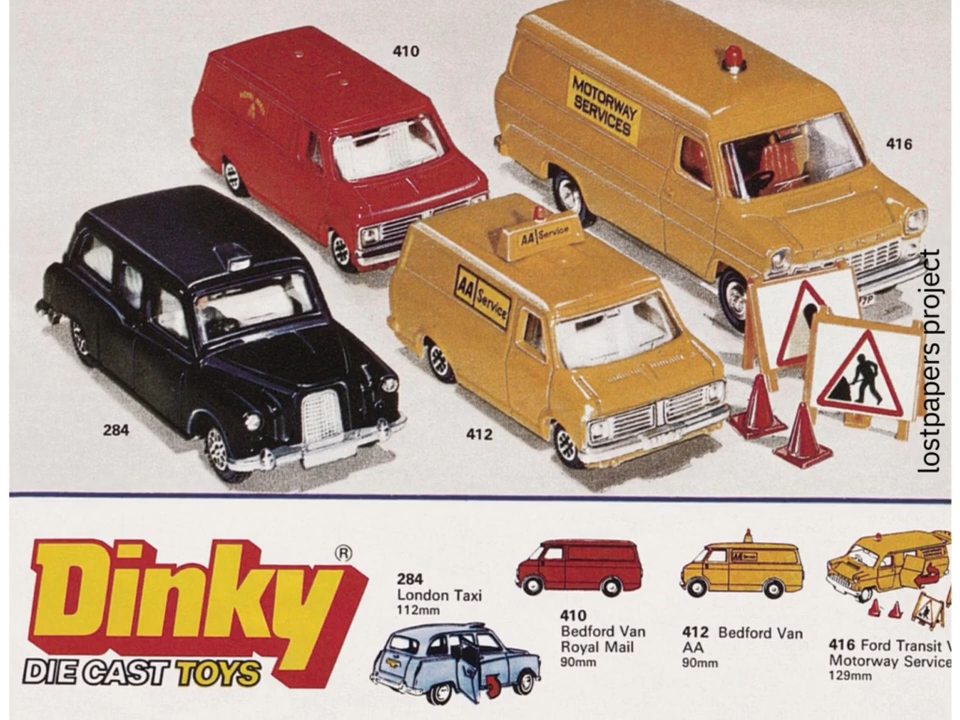 410
MOTORWAY
SERVICES
416
AA Service
AA Service
7P
284
412
lostpapers project
Dinky®
DIE CAST TOYS
284
London Taxi
112mm
410
Bedford Van
Royal Mail
90mm
412 Bedford Van
AA
90mm
416 Ford Transit V
Motorway Service
129mm